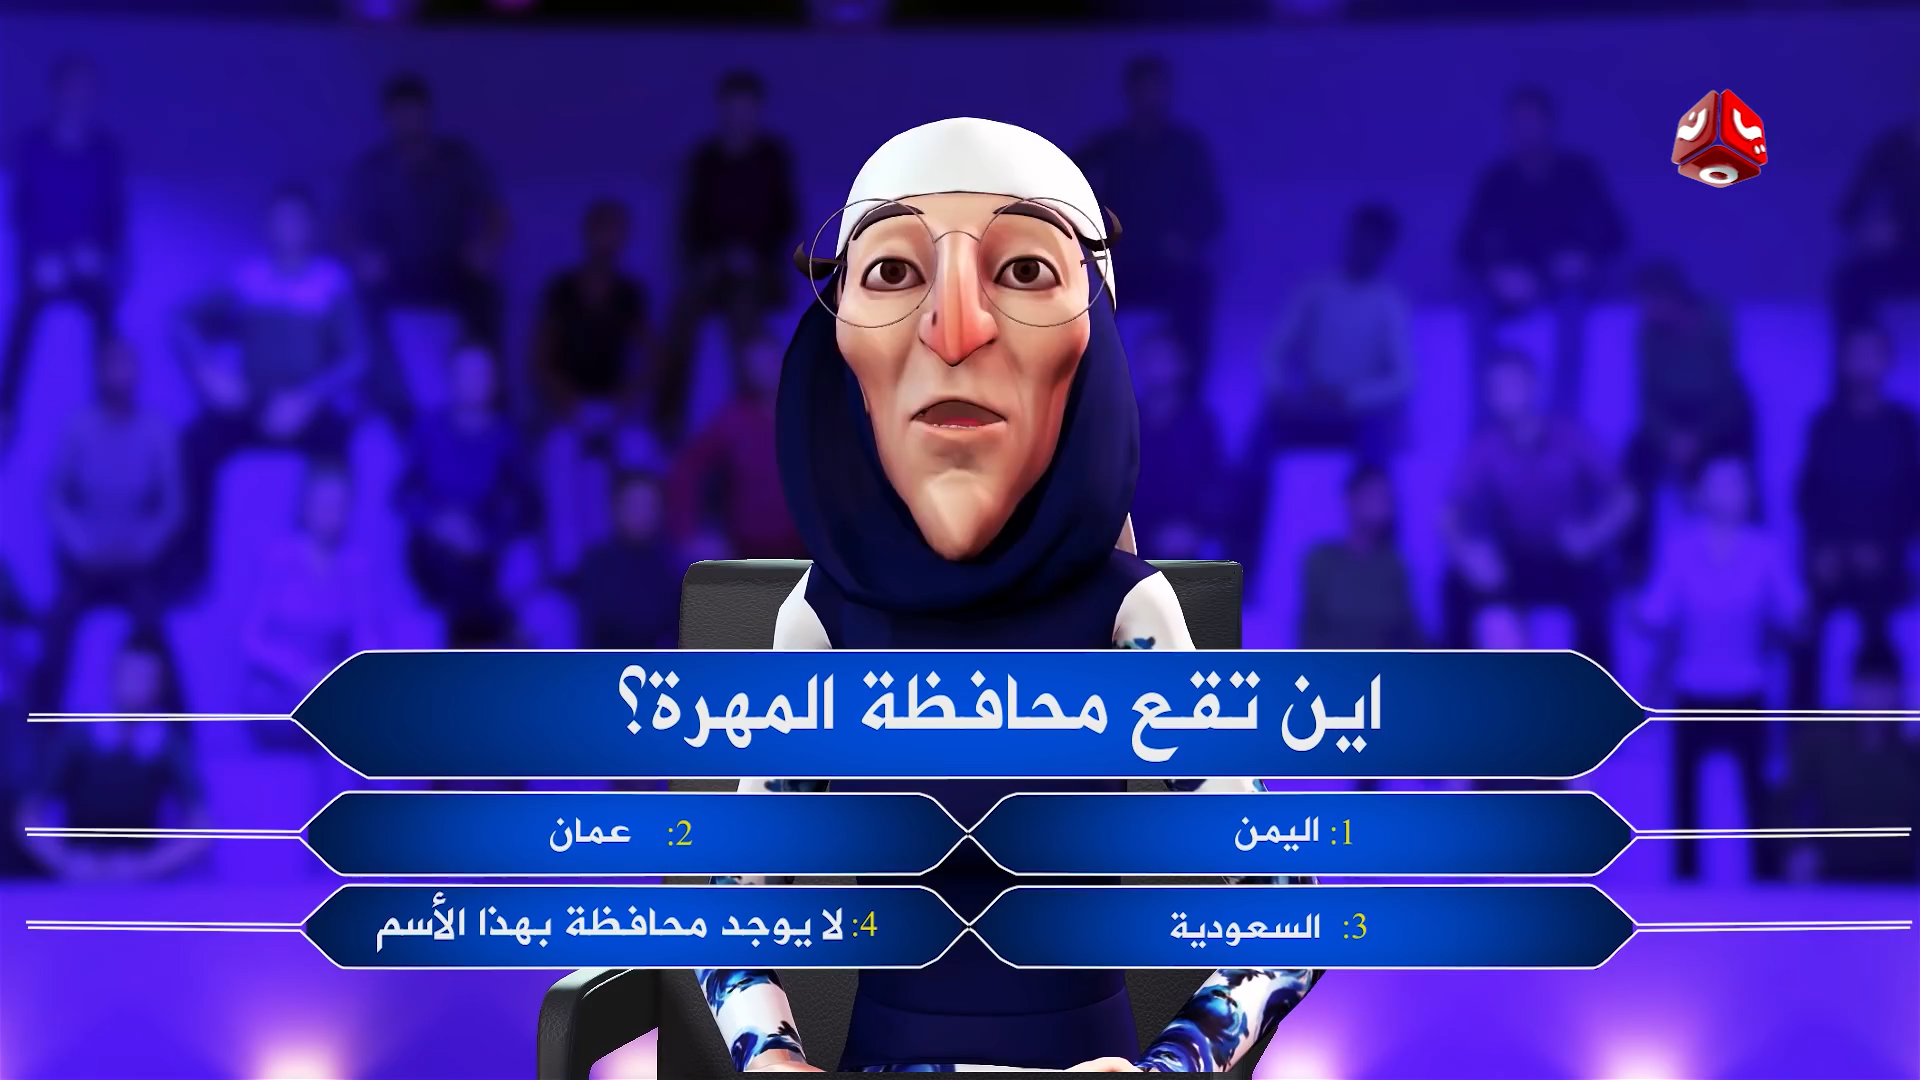 اين تقع محافظة المهرة؟
1: اليمن
2: عمان
3: السعودية
4: لا يوجد محافظة بهذا الأسم